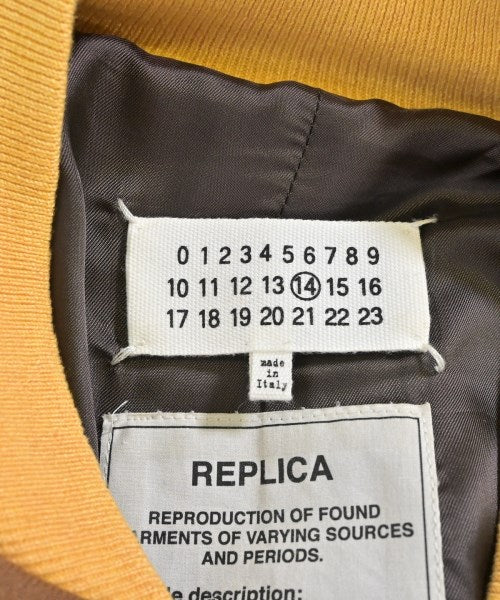 0 1 2 3 4 5 6 7 8 9
10 11 12 13 14 15 16
17 18 19 20 21 22 23
made
in
Italy
REPLICA
REPRODUCTION OF FOUND
OF VARYING SOURCES
AND PERIODS.
description: